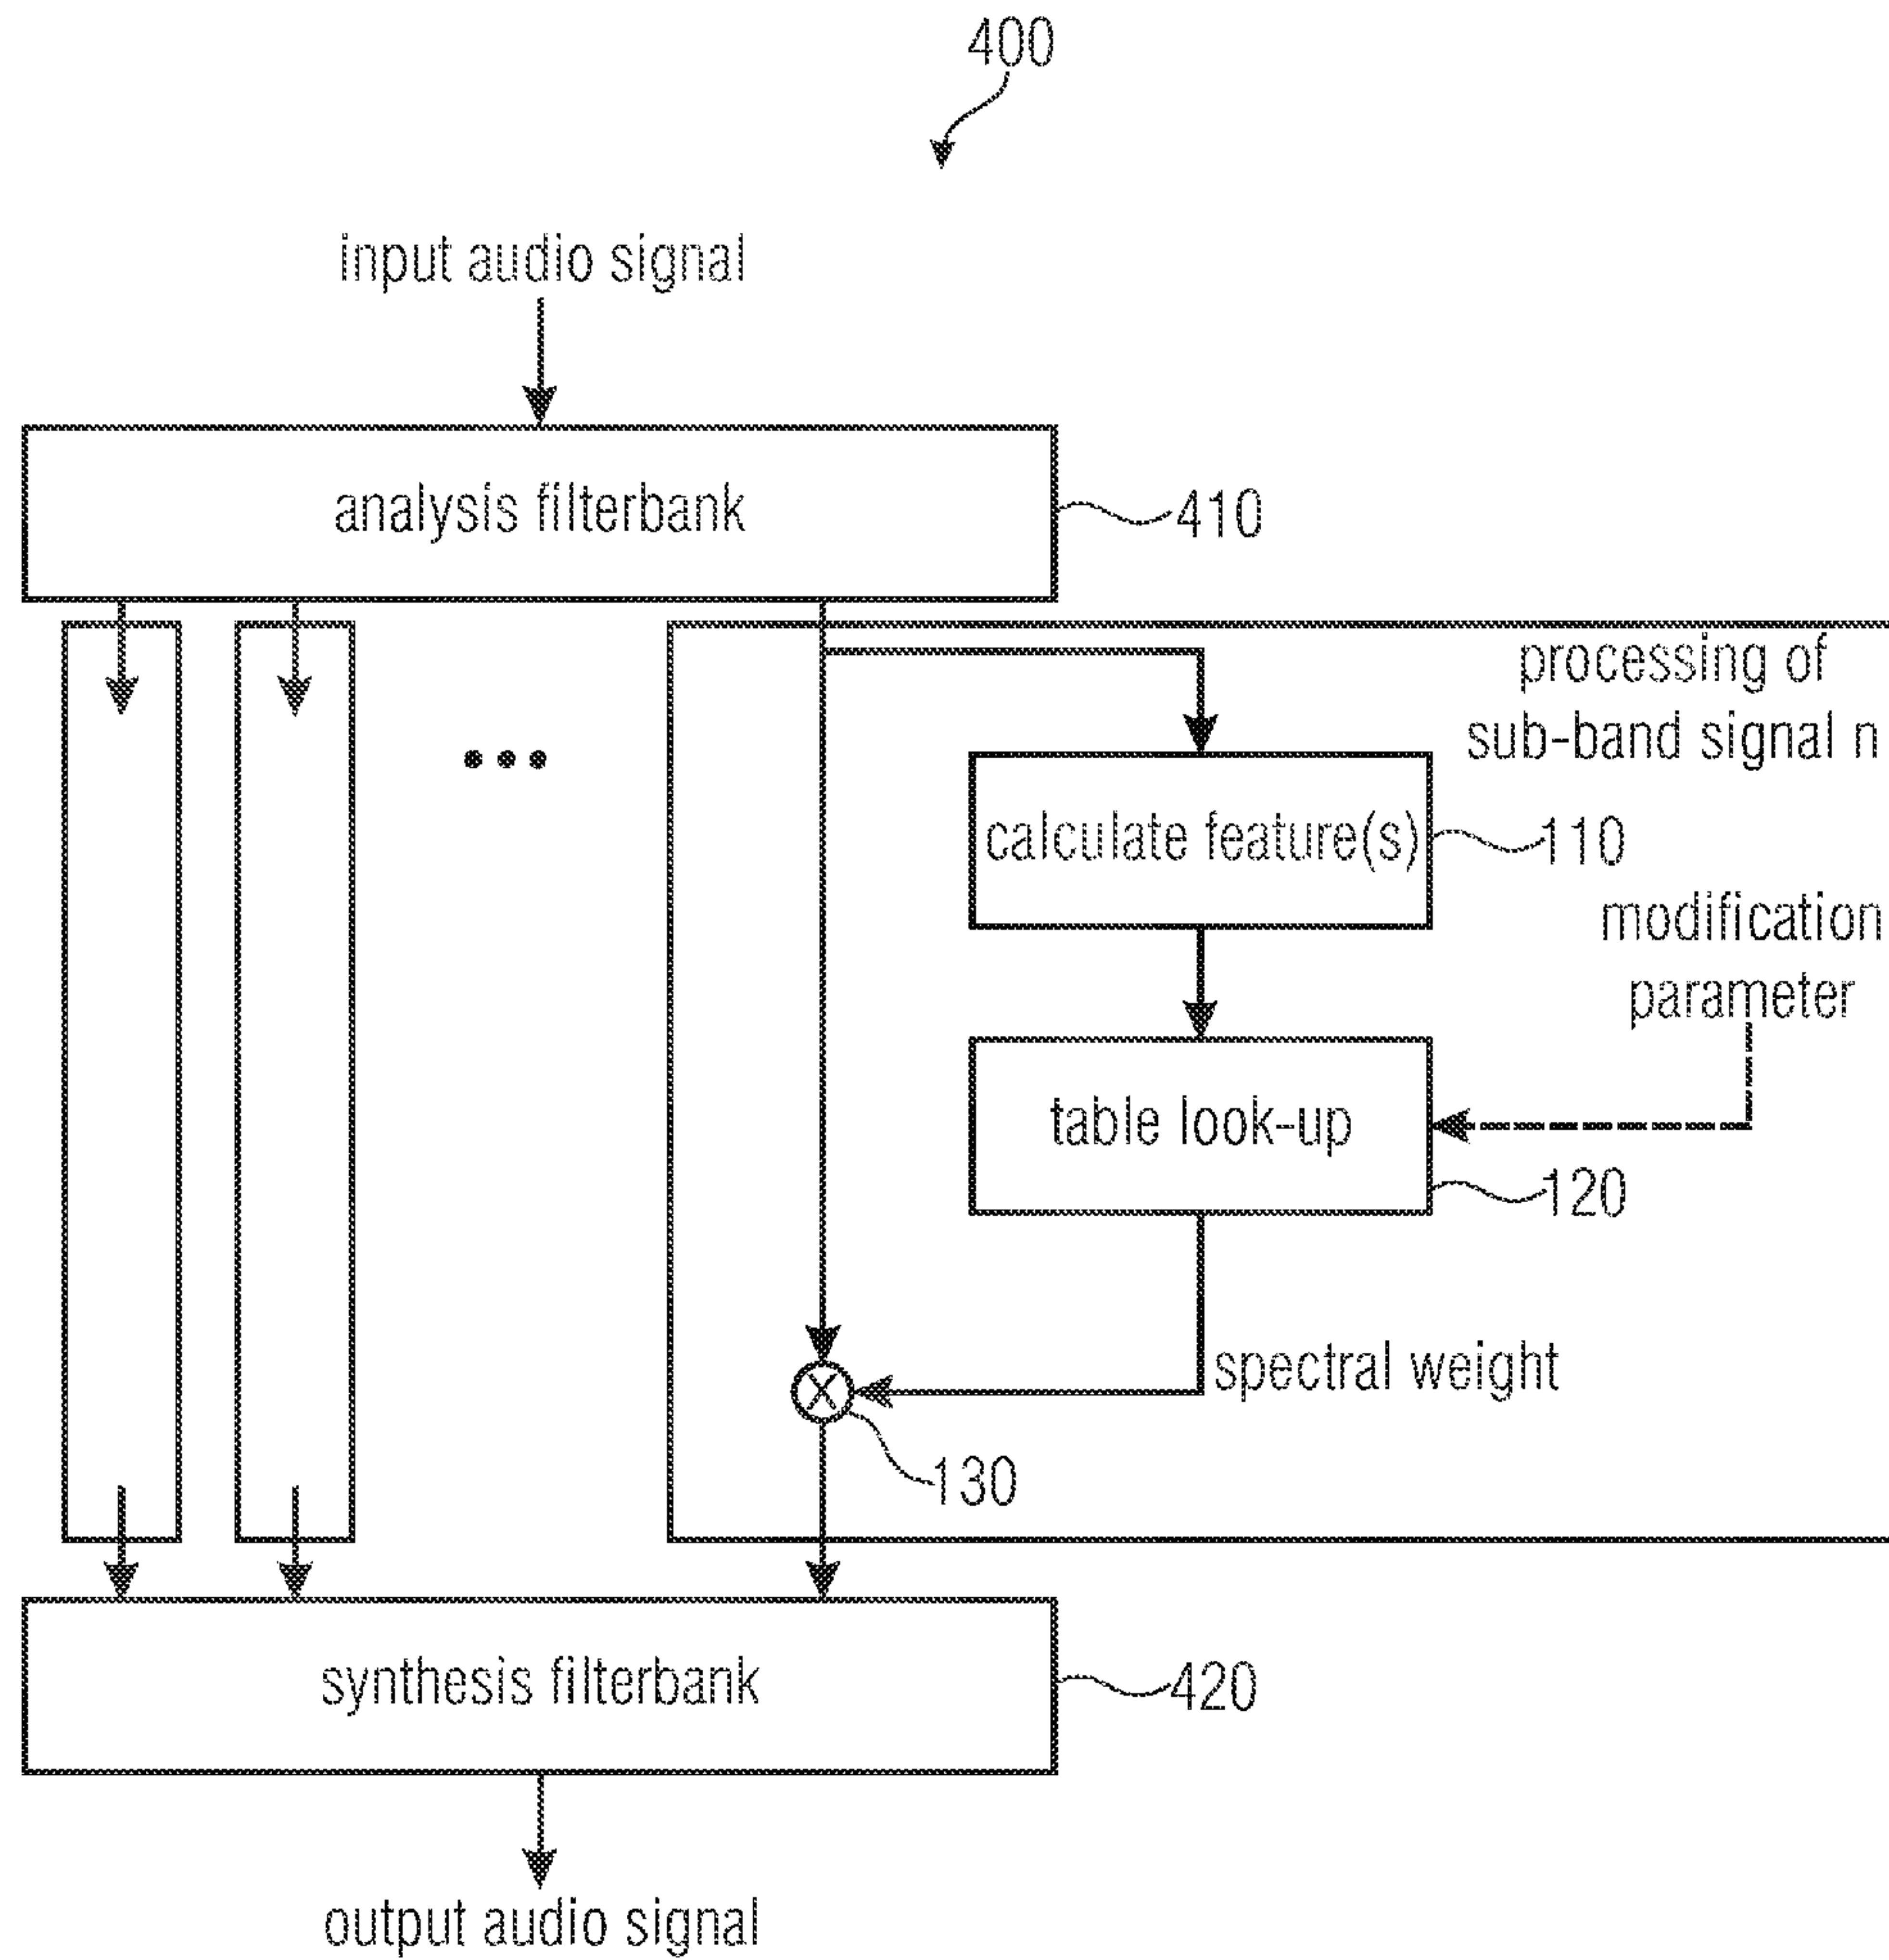 400
input audio signal
analysis filterbank
410
processing of
sub-band signal n
calculate feature(s)
110
modification
parameter
table look-up
120
spectral weight
X
130
synthesis filterbank
420
output audio signal